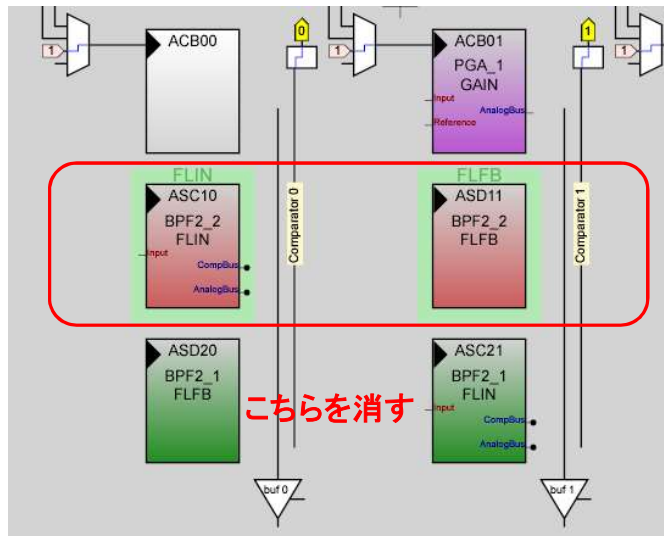 0
1
1
1
1
ACB00
ACB01
PGA_1
GAIN
Input
AnalogBus
Reference
FLIN
FLFB
ASC10
BPF2_2
FLIN
Input
CompBus
AnalogBus
Comparator 0
ASD11
BPF2_2
FLFB
Comparator 1
ASD20
BPF2_1
FLFB
こちらを消す
ASC21
BPF2_1
FLIN
Input
CompBus
AnalogBus
buf 0
buf 1